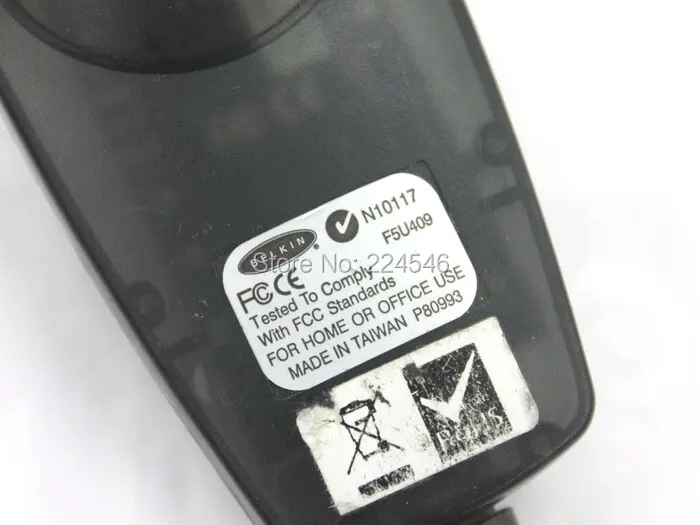 BELKIN ® N10117
F5U409
Store No: 224546
FC CE
Tested To Comply
With FCC Standards
FOR HOME OR OFFICE USE
MADE IN TAIWAN P80993